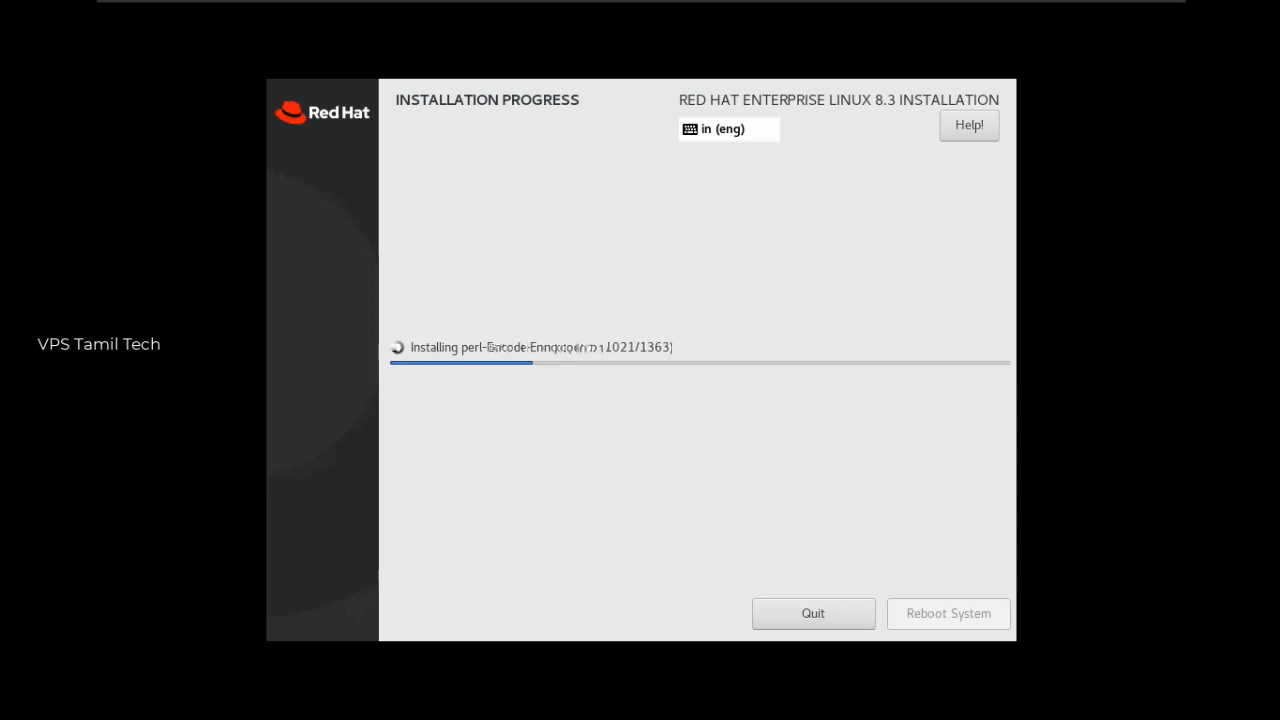 Red Hat
INSTALLATION PROGRESS
RED HAT ENTERPRISE LINUX 8.3 INSTALLATION
in (eng)
Help!
VPS Tamil Tech
Installing 1021/1363)
Quit
Reboot System